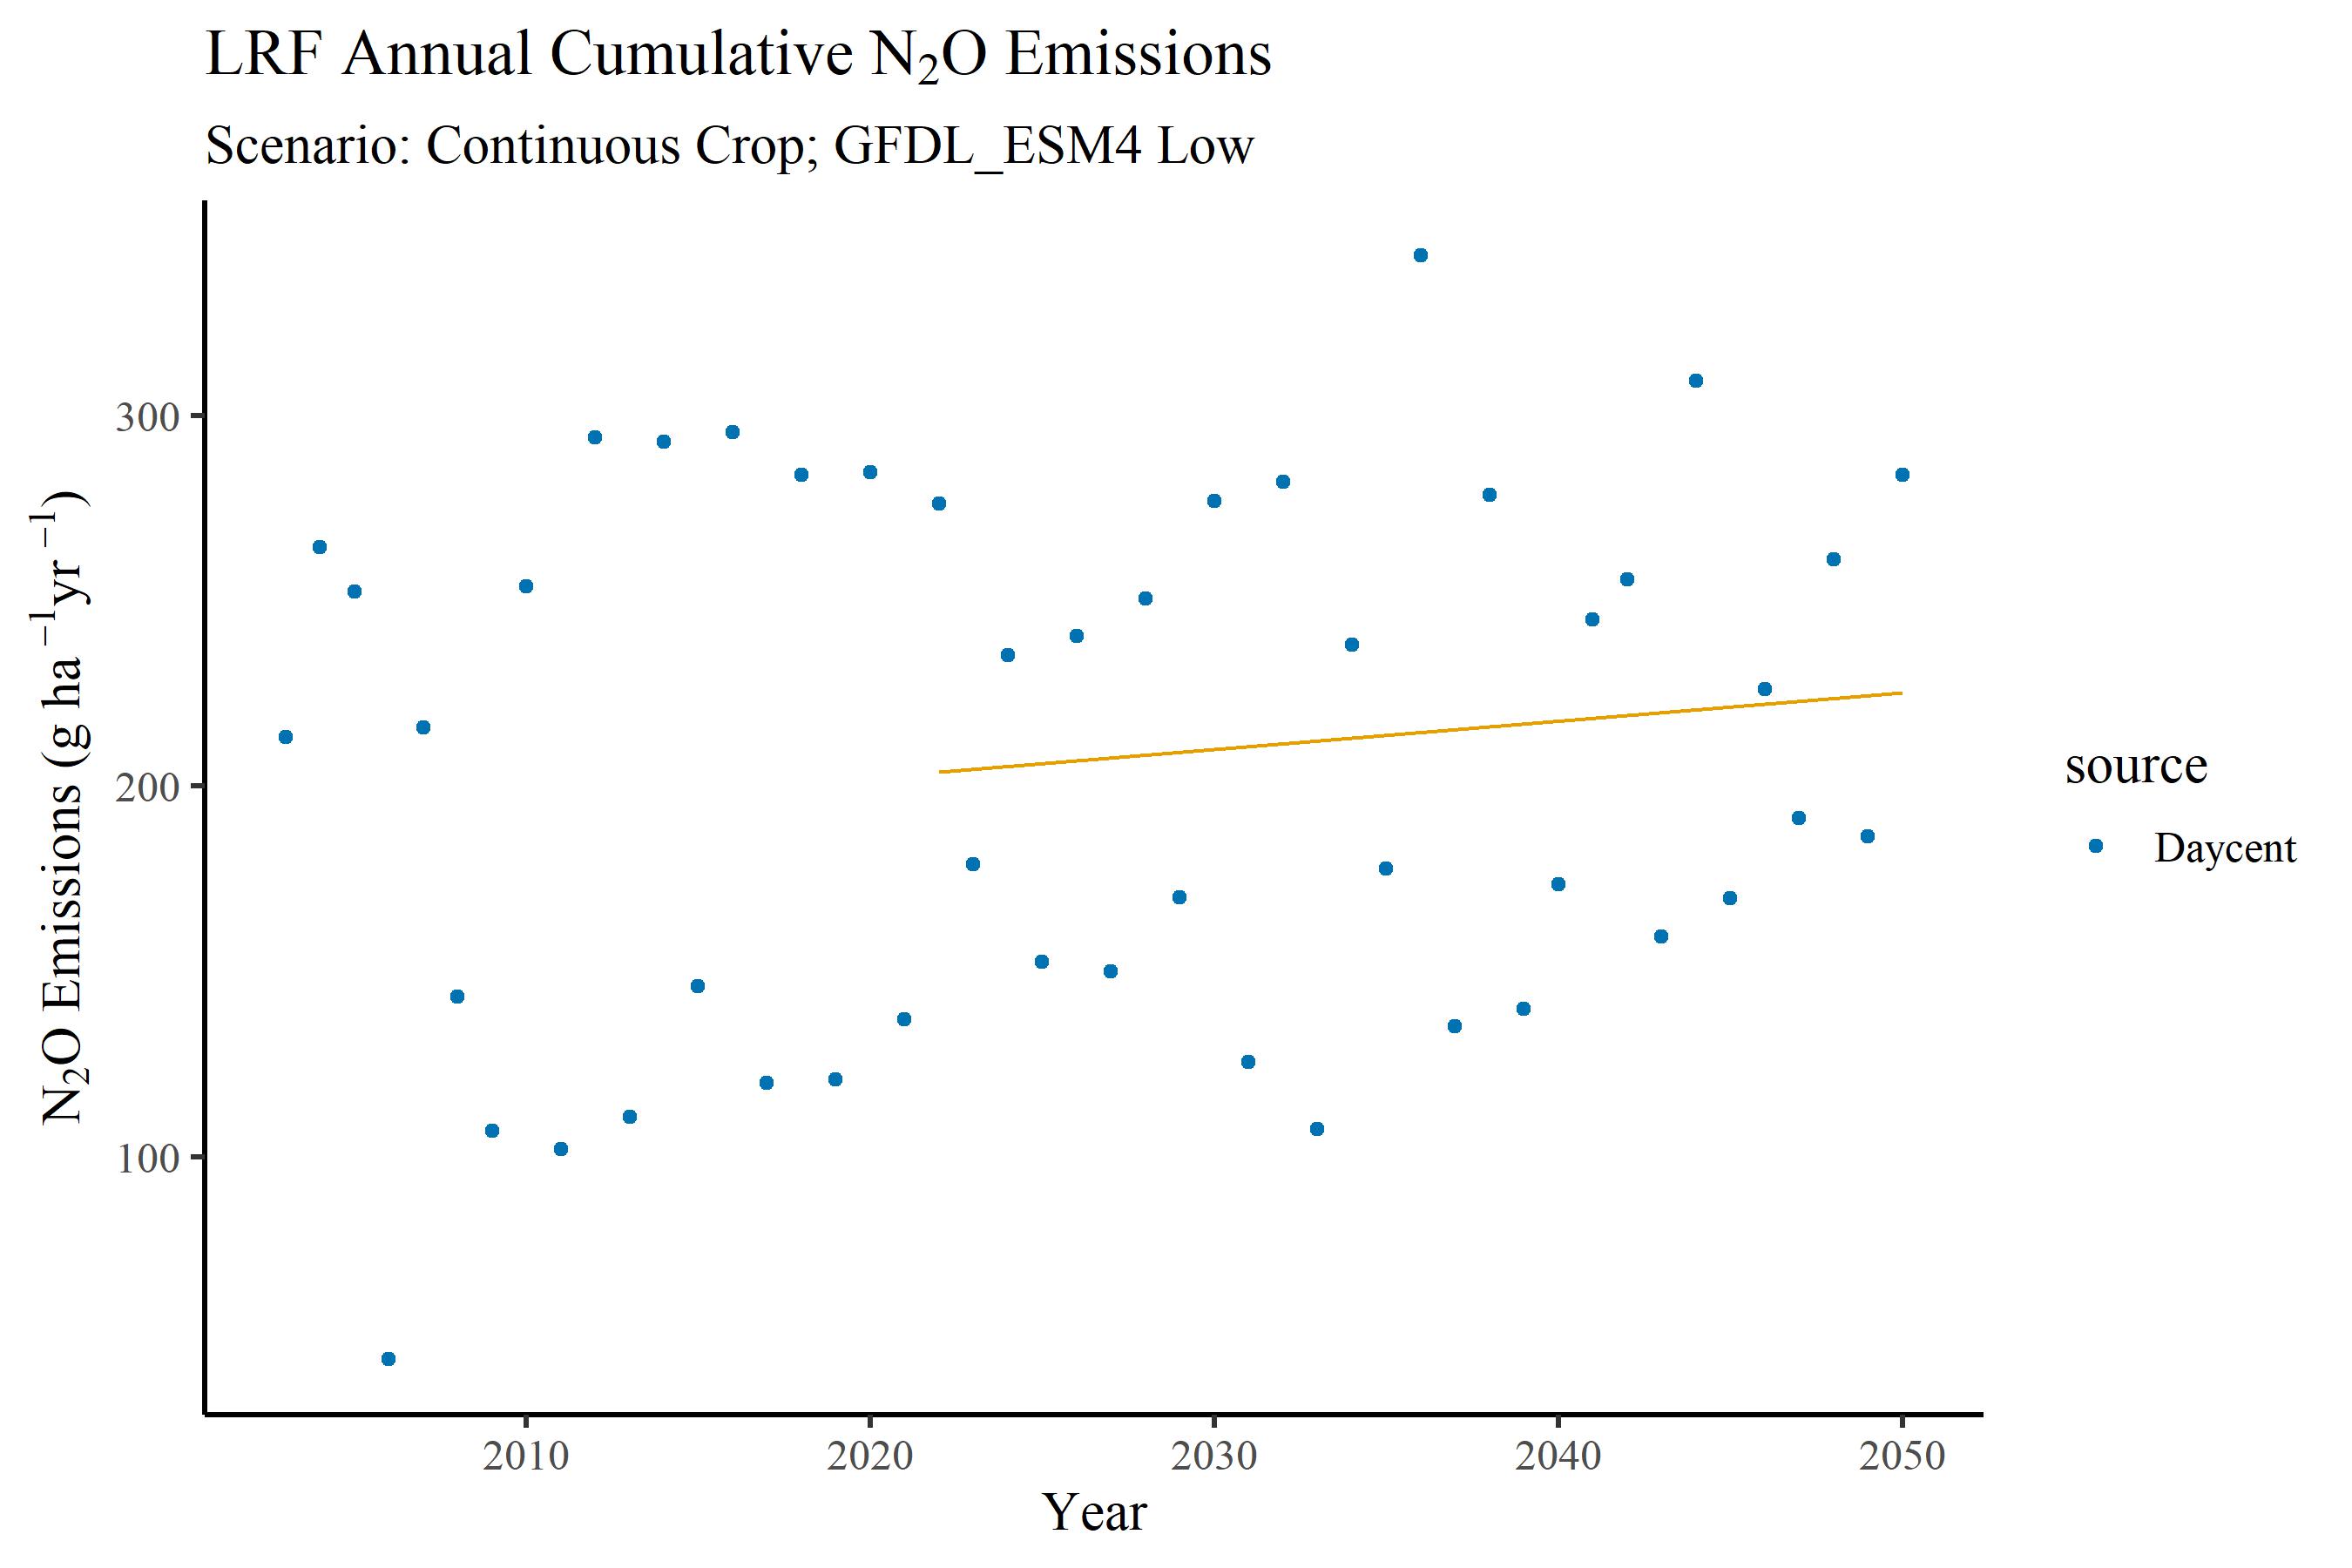 LRF Annual Cumulative N₂O Emissions
Scenario: Continuous Crop; GFDL_ESM4 Low
N₂O Emissions (g ha ⁻¹yr ⁻¹)
300
200
100
source
Daycent
2010 2020 2030 2040 2050
Year